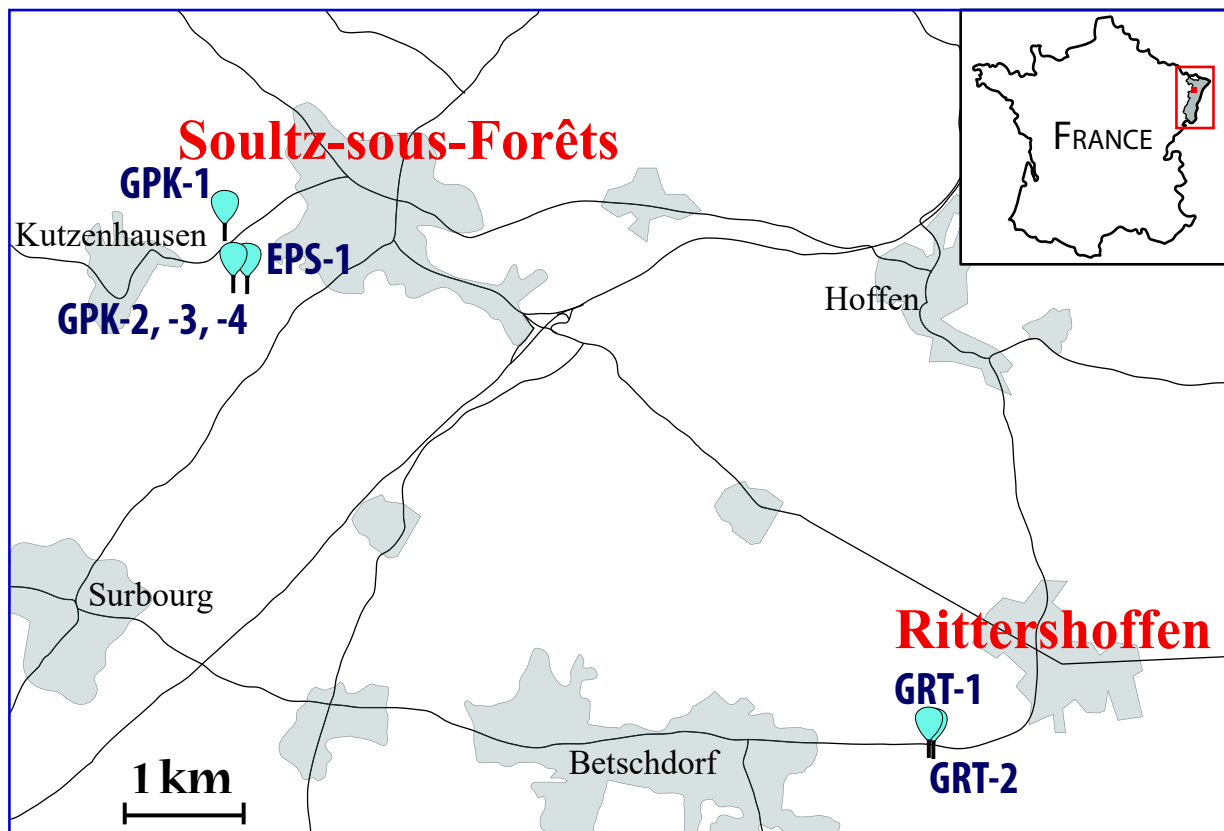 FRANCE
Soultz-sous-Forêts
GPK-1
Kutzenhausen
EPS-1
GPK-2, -3, -4
Hoffen
Surbourg
Rittershoffen
GRT-1
Betschdorf
GRT-2
1 km